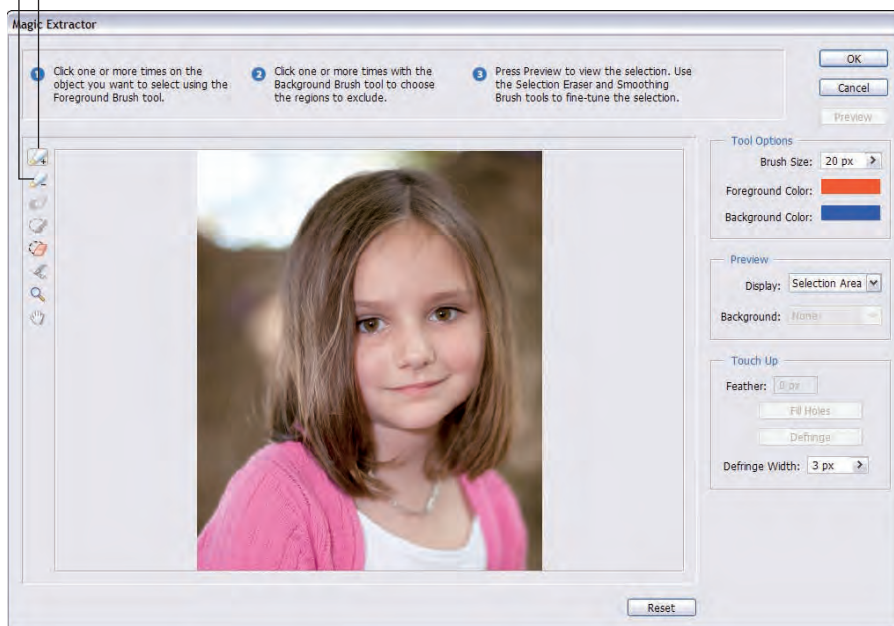 Magic Extractor
1 Click one or more times on the
object you want to select using the
Foreground Brush tool.
2 Click one or more times with the
Background Brush tool to choose
the regions to exclude.
3 Press Preview to view the selection. Use
the Selection Eraser and Smoothing
Brush tools to fine-tune the selection.
OK
Cancel
Preview
Tool Options
Brush Size: 20 px
Foreground Color:
Background Color:
Preview
Display: Selection Area
Background: None
Touch Up
Feather: 0 px
Fill Holes
Defringe
Defringe Width: 3 px
Reset